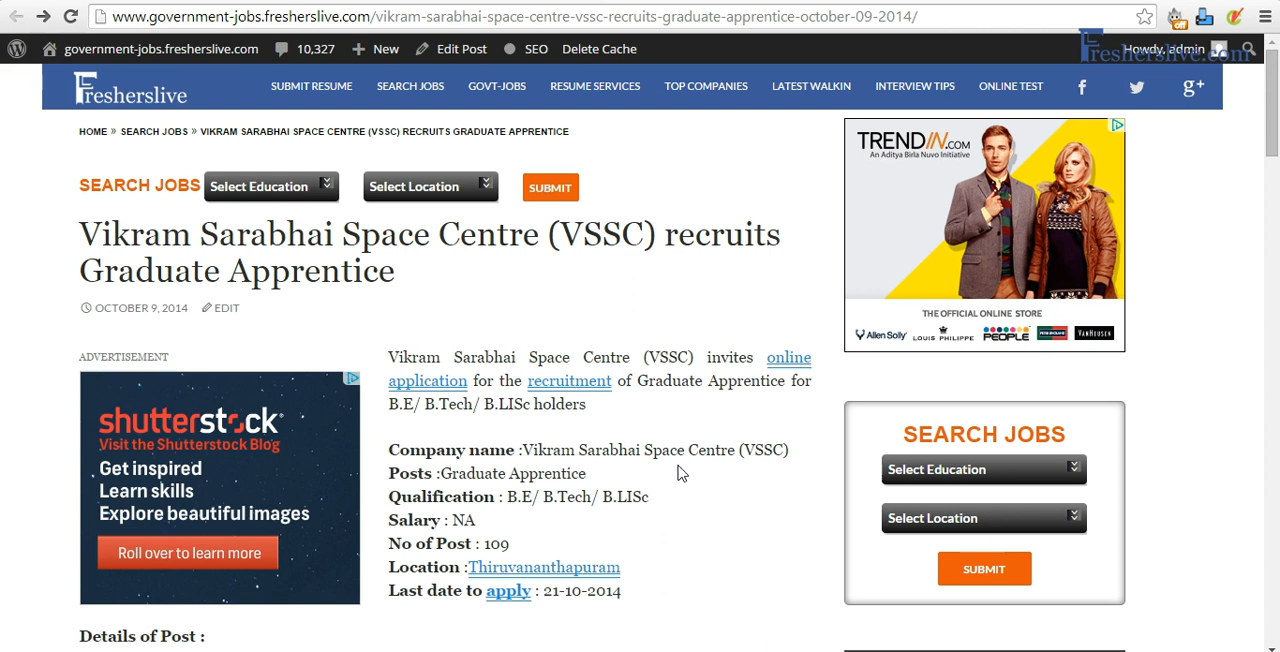 www.government-jobs.fresherslive.com/vikram-sarabhai-space-centre-vssc-recruits-graduate-apprentice-october-09-2014/
off
government-jobs.fresherslive.com 10,327 New Edit Post SEO Delete Cache Howdy, admin
Fresherslive.com
Fresherslive SUBMIT RESUME SEARCH JOBS GOVT-JOBS RESUME SERVICES TOP COMPANIES LATEST WALKIN INTERVIEW TIPS ONLINE TEST f g+
HOME » SEARCH JOBS » VIKRAM SARABHAI SPACE CENTRE (VSSC) RECRUITS GRADUATE APPRENTICE
SEARCH JOBS Select Education Select Location SUBMIT
Vikram Sarabhai Space Centre (VSSC) recruits
Graduate Apprentice
OCTOBER 9, 2014 EDIT
ADVERTISEMENT
shutterstock
Visit the Shutterstock Blog
Get inspired
Learn skills
Explore beautiful images
Roll over to learn more
Vikram Sarabhai Space Centre (VSSC) invites online
application for the recruitment of Graduate Apprentice for
B.E/ B.Tech/ B.LISc holders
Company name :Vikram Sarabhai Space Centre (VSSC)
Posts :Graduate Apprentice
Qualification : B.E/ B.Tech/ B.LISc
Salary : NA
No of Post : 109
Location :Thiruvananthapuram
Last date to apply : 21-10-2014
Details of Post :
TRENDIN.COM
An Aditya Birla Nuvo Initiative
THE OFFICIAL ONLINE STORE
Allen Solly LOUIS PHILIPPE PEOPLE PETER ENGLAND VAN HEUSEN
SEARCH JOBS
Select Education
Select Location
SUBMIT